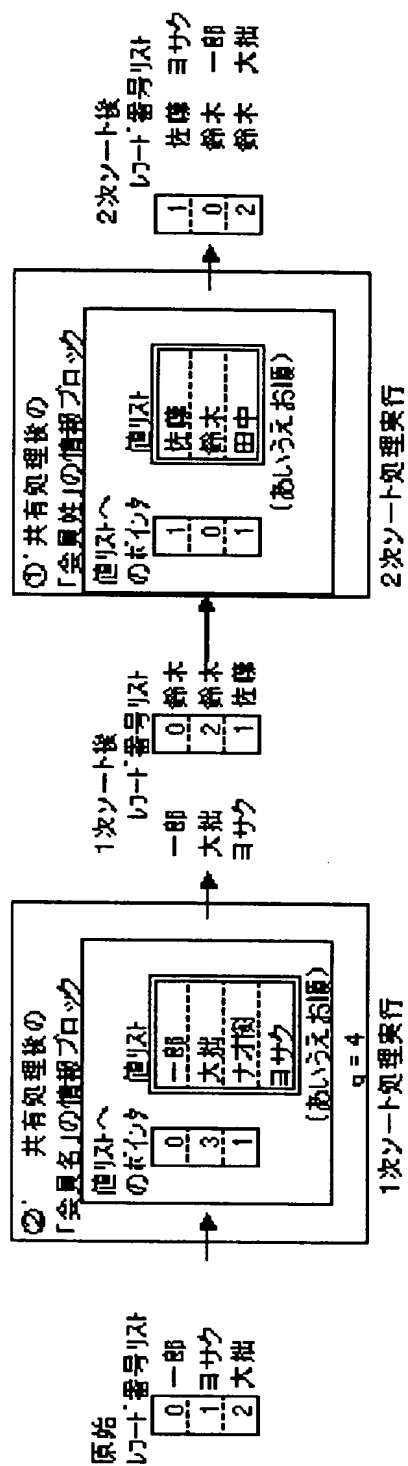 原始
レコード番号リスト
0 一郎
1 ヨサク
2 大拙
②' 共有処理後の
「会員名」の情報ブロック
値リストへ
のポインタ
0
3
1
値リスト
一郎
大拙
ナオ
ヨサク
(あいうえお順)
q = 4
1次ソート処理実行
1次ソート後
レコード番号リスト
一郎 0 鈴木
大拙 2 鈴木
ヨサク 1 佐藤
①' 共有処理後の
「会員姓」の情報ブロック
値リストへ
のポインタ
1
0
1
値リスト
佐藤
鈴木
田中
(あいうえお順)
2次ソート処理実行
2次ソート後
レコード番号リスト
1 佐藤 ヨサク
0 鈴木 一郎
2 鈴木 大拙